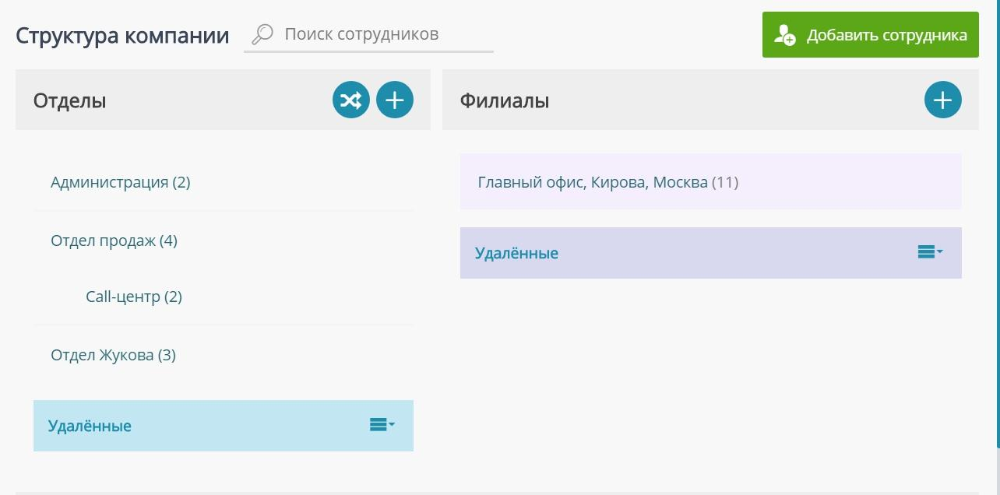 Структура компании
Поиск сотрудников
Добавить сотрудника
Отделы
Администрация (2)
Отдел продаж (4)
Call-центр (2)
Отдел Жукова (3)
Удалённые
Филиалы
Главный офис, Кирова, Москва (11)
Удалённые